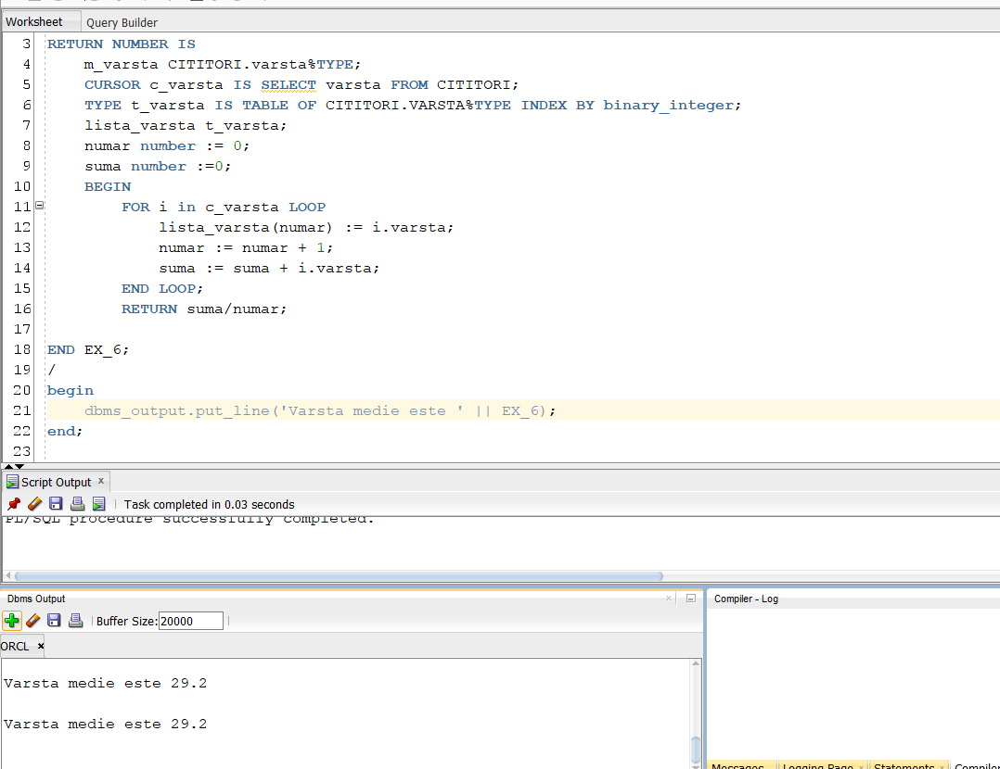 Worksheet Query Builder
3 RETURN NUMBER IS
4 m_varsta CITITORI.varsta%TYPE;
5 CURSOR c_varsta IS SELECT varsta FROM CITITORI;
6 TYPE t_varsta IS TABLE OF CITITORI.VARSTA%TYPE INDEX BY binary_integer;
7 lista_varsta t_varsta;
8 numar number := 0;
9 suma number :=0;
10 BEGIN
11 FOR i in c_varsta LOOP
12 lista_varsta(numar) := i.varsta;
13 numar := numar + 1;
14 suma := suma + i.varsta;
15 END LOOP;
16 RETURN suma/numar;
17
18 END EX_6;
19 /
20 begin
21 dbms_output.put_line('Varsta medie este ' || EX_6);
22 end;
23
Script Output x
Task completed in 0.03 seconds
PL/SQL procedure successfully completed.
Dbms Output
Compiler - Log
Buffer Size: 20000
ORCL x
Varsta medie este 29.2
Varsta medie este 29.2
Messages Logging Page x Statements x Compiler